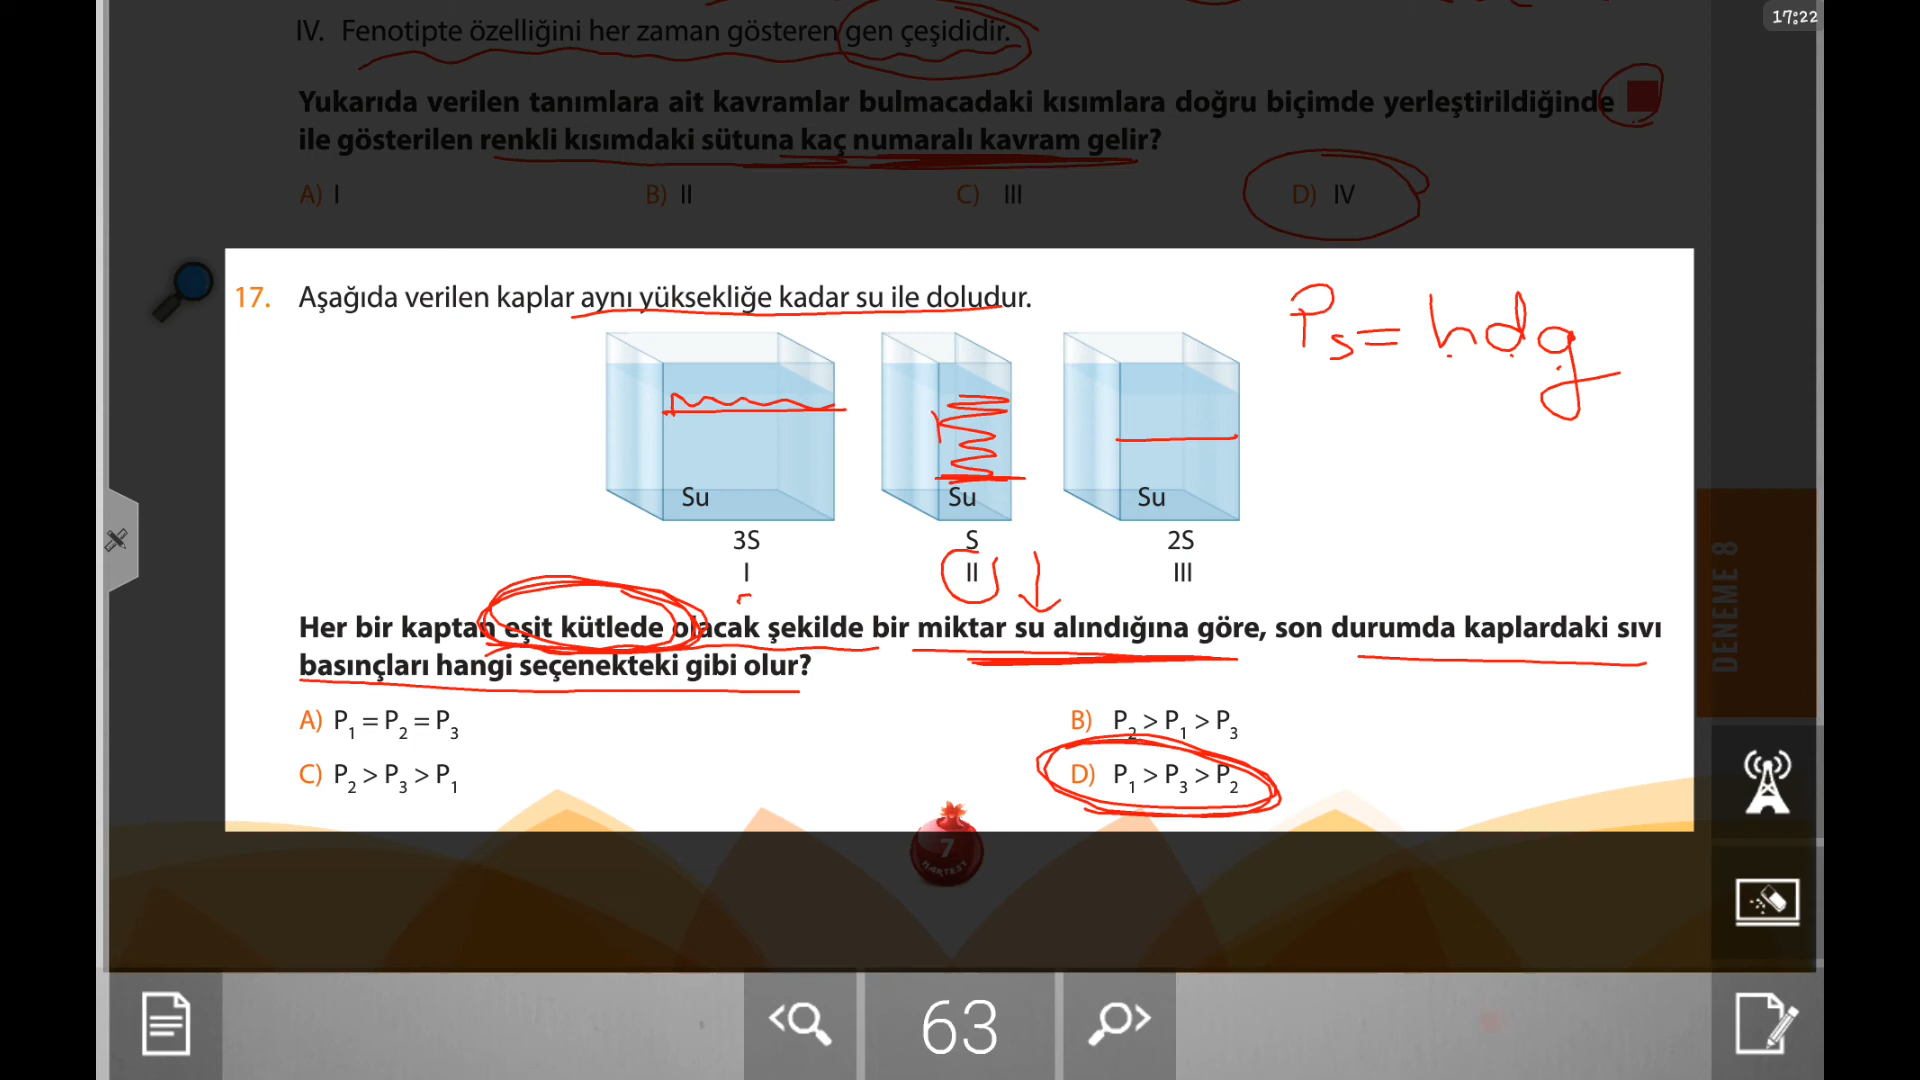 17:22
IV. Fenotipte özelliğini her zaman gösteren gen çeşididir.
Yukarıda verilen tanımlara ait kavramlar bulmacadaki kısımlara doğru biçimde yerleştirildiğinde
ile gösterilen renkli kısımdaki sütuna kaç numaralı kavram gelir?
A) I B) II C) III D) IV
17. Aşağıda verilen kaplar aynı yüksekliğe kadar su ile doludur.
Ps = hdg
Su Su Su
3S S 2S
I II III
Her bir kaptan eşit kütlede olacak şekilde bir miktar su alındığına göre, son durumda kaplardaki sıvı
basınçları hangi seçenekteki gibi olur?
A) P1 = P2 = P3 B) P2 > P1 > P3
C) P2 > P3 > P1 D) P1 > P3 > P2
DENEME 8
7
MARTEST
63